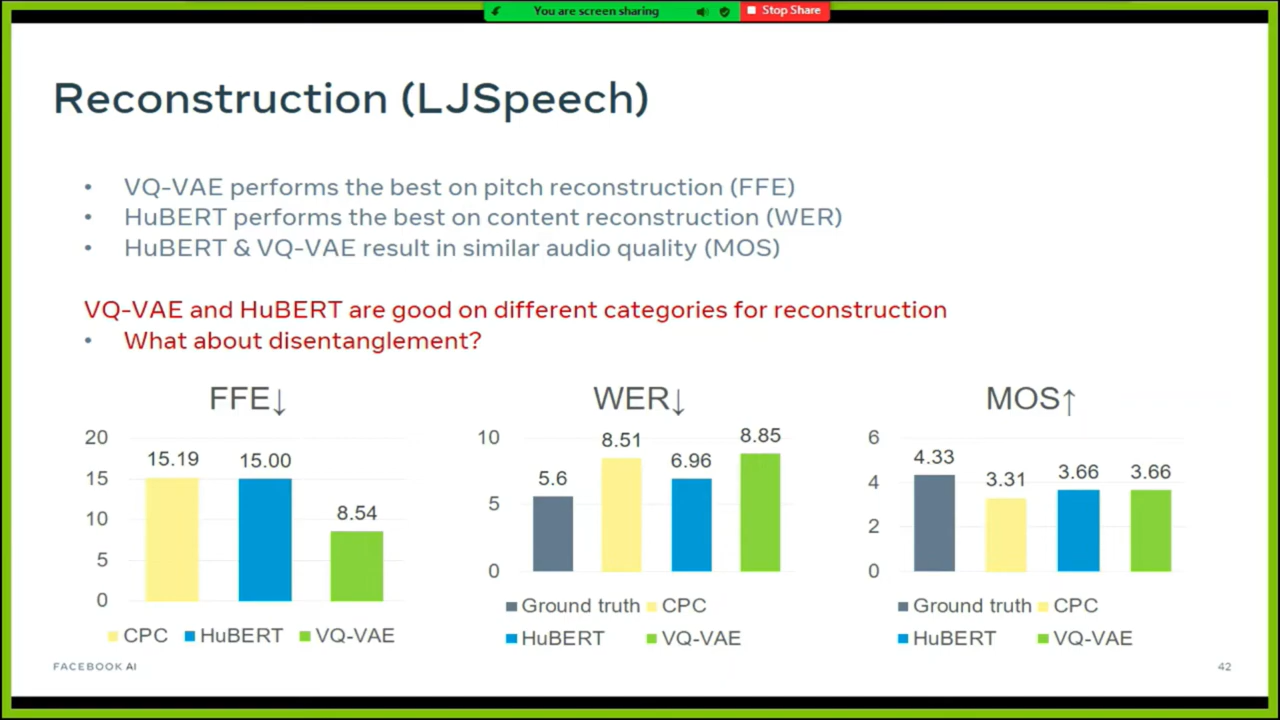 You are screen sharing
Stop Share
Reconstruction (LJSpeech)
• VQ-VAE performs the best on pitch reconstruction (FFE)
• HuBERT performs the best on content reconstruction (WER)
• HuBERT & VQ-VAE result in similar audio quality (MOS)
VQ-VAE and HuBERT are good on different categories for reconstruction
• What about disentanglement?
FFE↓
20
15
10
5
0
15.19
15.00
8.54
CPC HuBERT VQ-VAE
WER↓
10
5
0
5.6
8.51
6.96
8.85
Ground truth CPC
HuBERT VQ-VAE
MOS↑
6
4
2
0
4.33
3.31
3.66
3.66
Ground truth CPC
HuBERT VQ-VAE
FACEBOOK AI
42